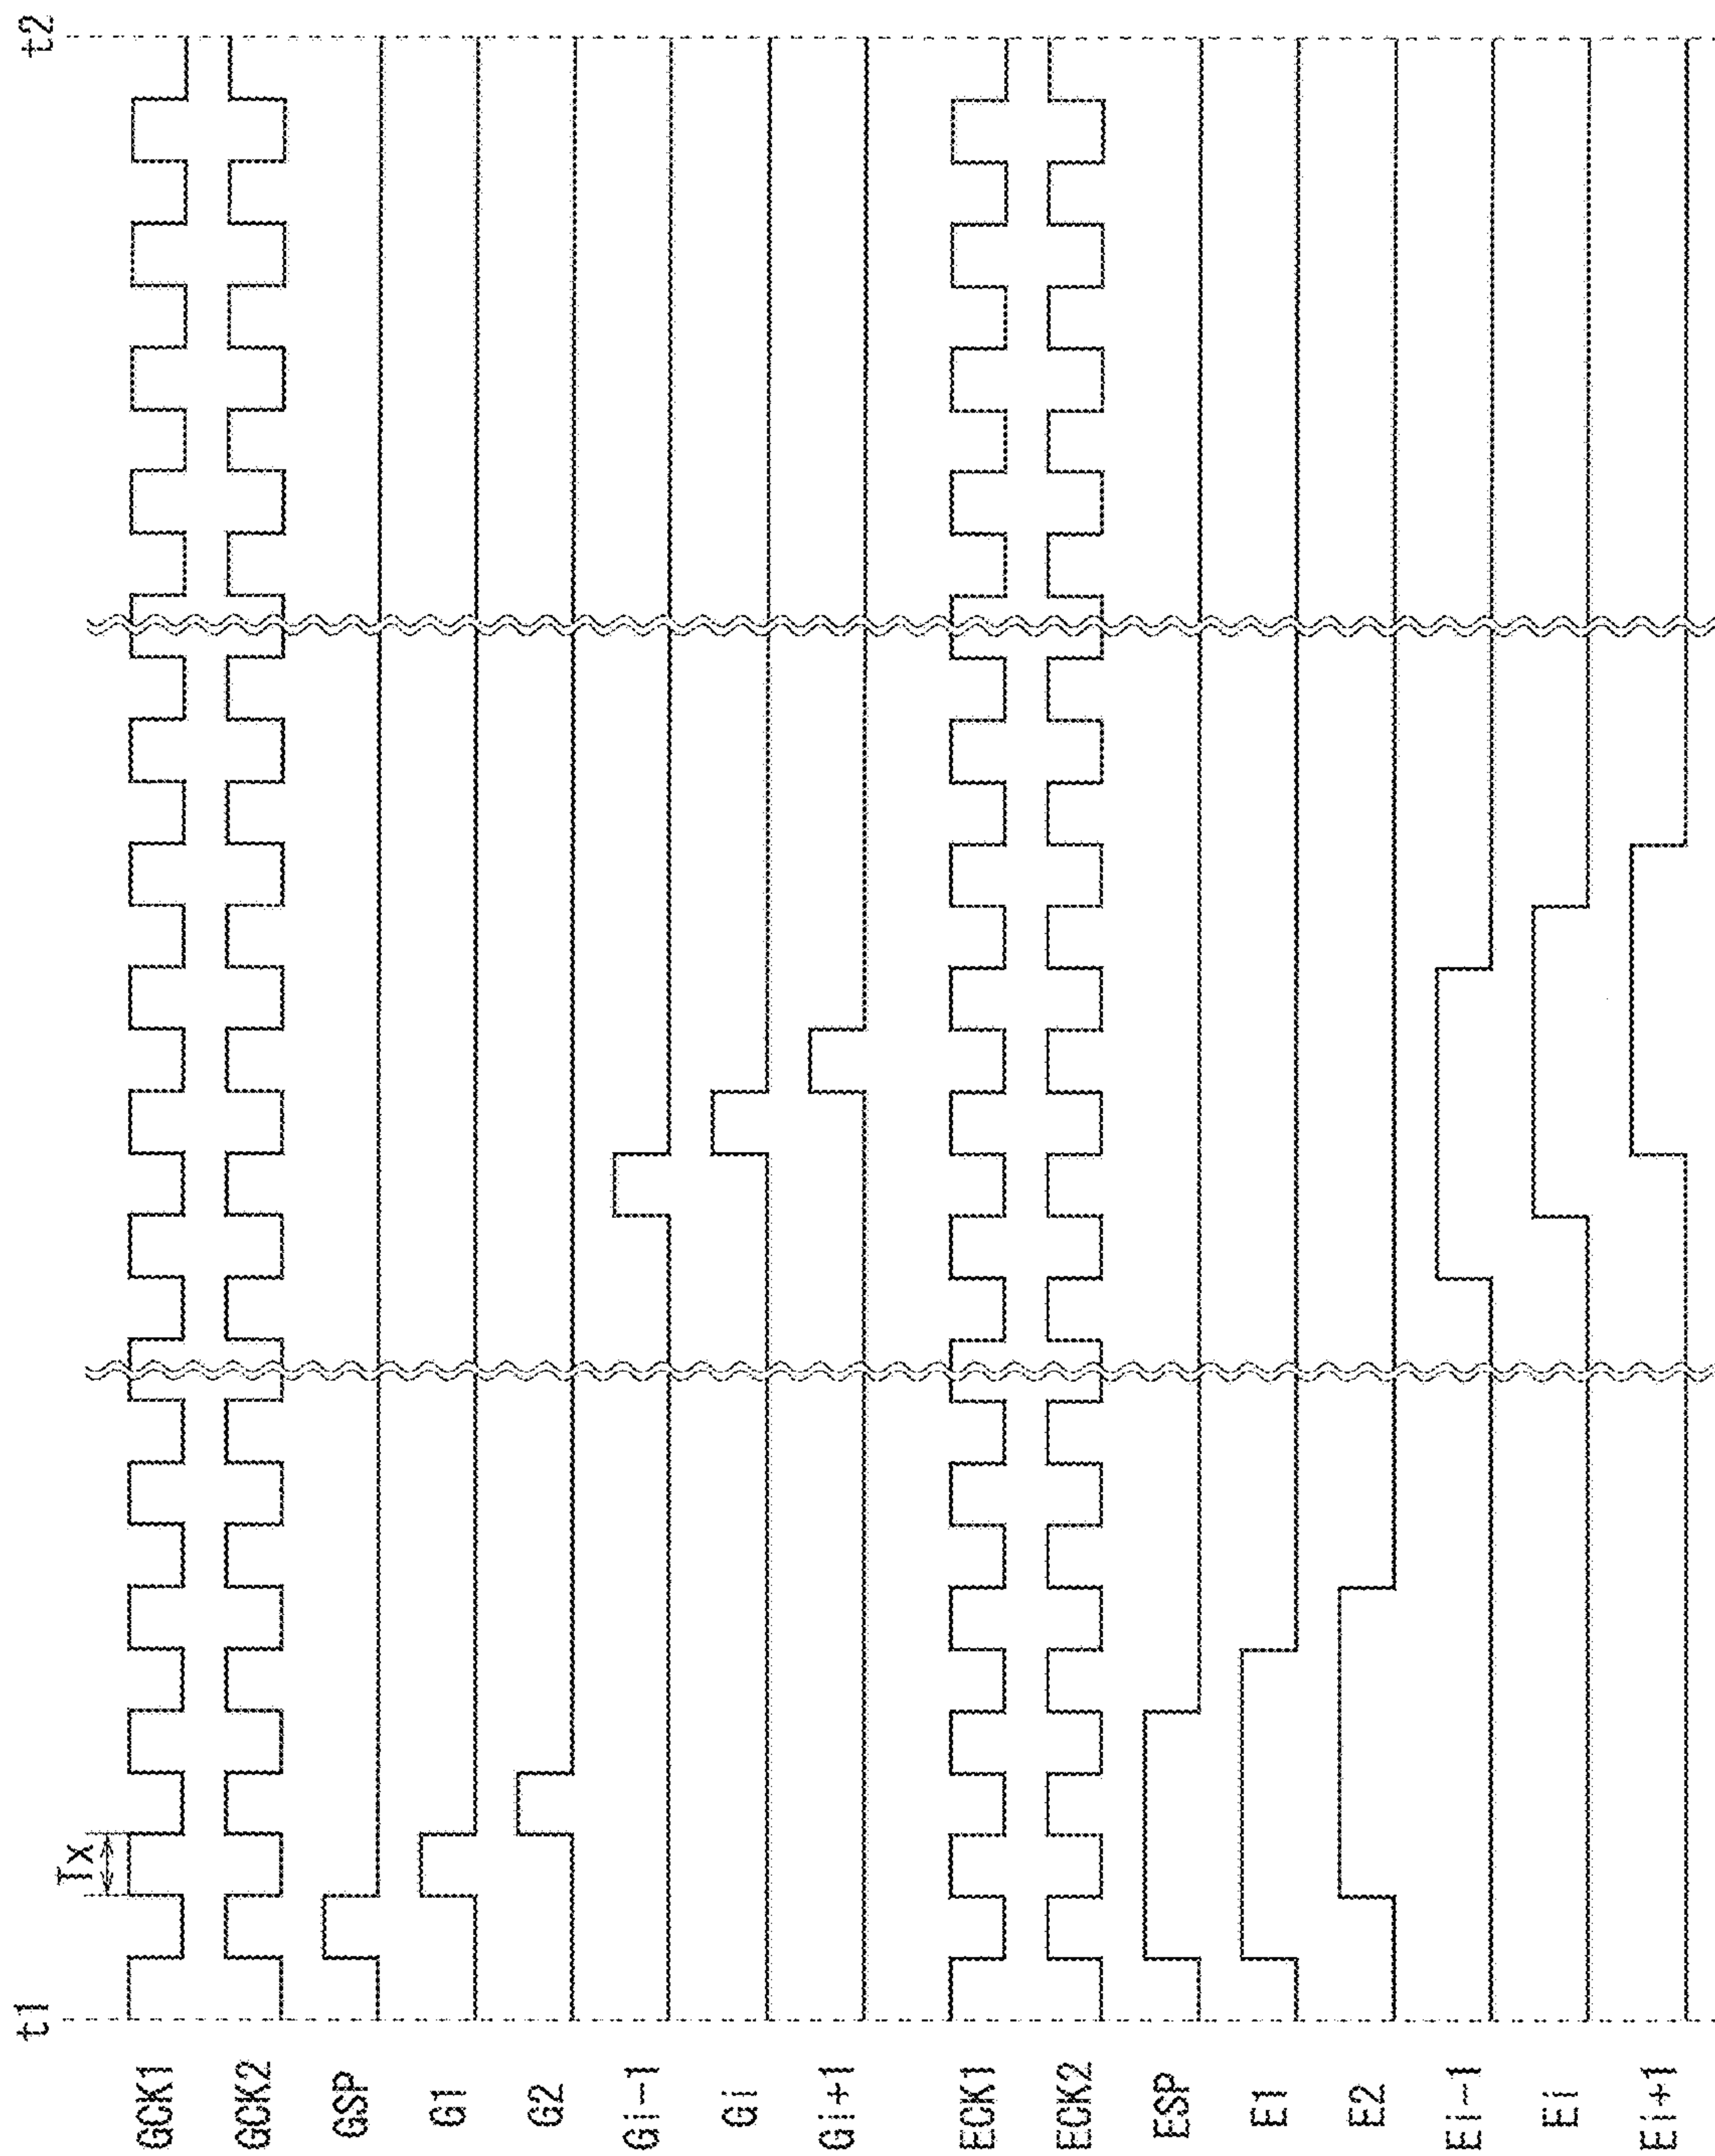 t1
t2
Tx
GCK1
GCK2
GSP
G1
G2
Gi-1
Gi
Gi+1
ECK1
ECK2
ESP
E1
E2
Ei-1
Ei
Ei+1